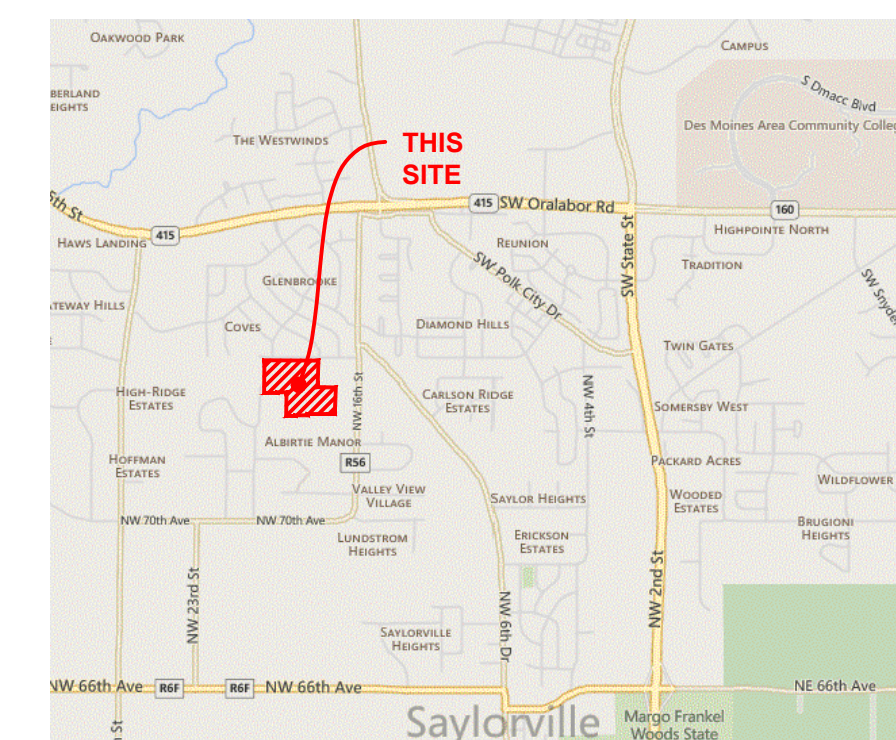 OAKWOOD PARK
CAMPUS
BERLAND
EIGHTS
S Dmacc Blvd
Des Moines Area Community Colle
THE WESTWINDS
THIS
SITE
5th St
415
SW Oralabor Rd
160
415
HAWS LANDING
REUNION
HIGHPOINTE NORTH
SW State St
SW Polk City Dr
TRADITION
GLENBROOKE
SW Snyde
ATEWAY HILLS
COVES
DIAMOND HILLS
TWIN GATES
HIGH-RIDGE
ESTATES
NW 16th St
CARLSON RIDGE
ESTATES
NW 4th St
SOMERSBY WEST
ALBIRTIE MANOR
HOFFMAN
ESTATES
R56
PACKARD ACRES
VALLEY VIEW
VILLAGE
SAYLOR HEIGHTS
WOODED
ESTATES
WILDFLOWER
NW 70th Ave
NW 70th Ave
BRUGIONI
HEIGHTS
LUNDSTROM
HEIGHTS
ERICKSON
ESTATES
NW 23rd St
NW 6th Dr
NW 2nd St
SAYLORVILLE
HEIGHTS
NW 66th Ave
R6F
R6F
NW 66th Ave
NE 66th Ave
St
Saylorville
Margo Frankel
Woods State